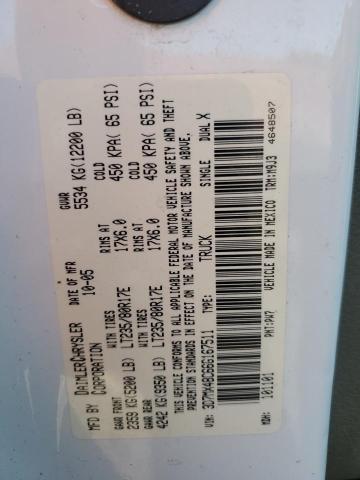 MFD BY DAIMLERCHRYSLER CORPORATION
DATE OF MFR 10-05
GVWR 5534 KG(12200 LB)
GAWR FRONT 2359 KG(5200 LB)
WITH TIRES LT235/80R17E
RIMS AT 17X6.0
COLD 450 KPA( 65 PSI)
GAWR REAR 4242 KG(9350 LB)
WITH TIRES LT235/80R17E
RIMS AT 17X6.0
COLD 450 KPA( 65 PSI)
THIS VEHICLE CONFORMS TO ALL APPLICABLE FEDERAL MOTOR VEHICLE SAFETY AND THEFT
PREVENTION STANDARDS IN EFFECT ON THE DATE OF MANUFACTURE SHOWN ABOVE.
VIN: TYPE: TRUCK SINGLE DUAL X
MDH: 101101 PNT:PW7 VEHICLE MADE IN MEXICO TRM:M9J3
4648507